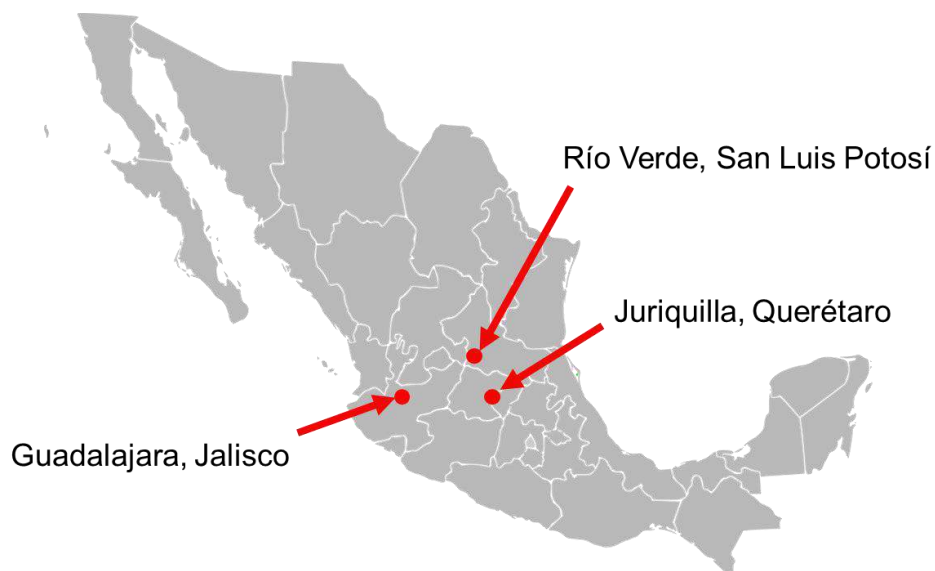 Río Verde, San Luis Potosí
Juriquilla, Querétaro
Guadalajara, Jalisco